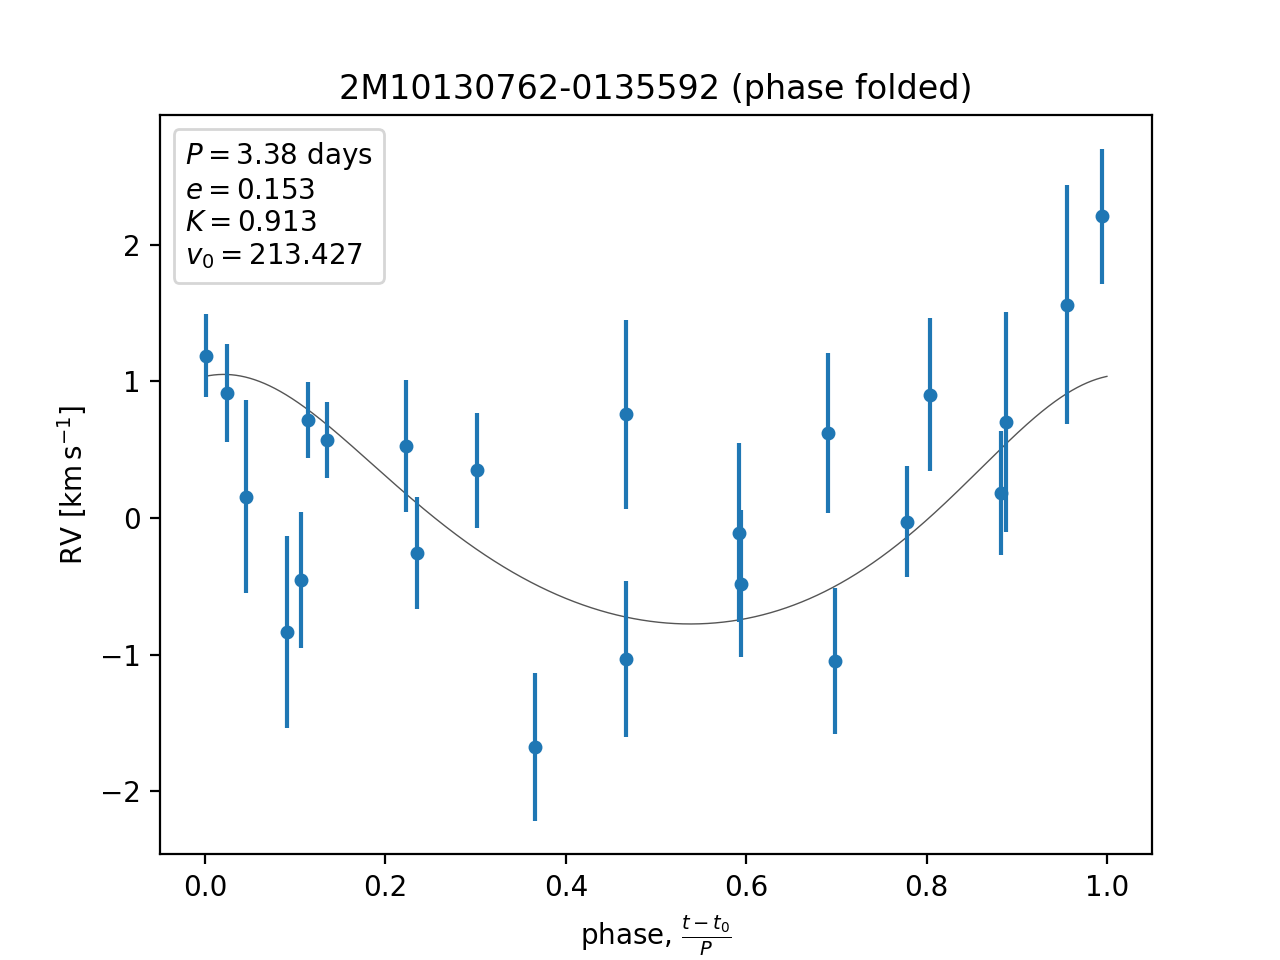 2M10130762-0135592 (phase folded)
P = 3.38 days
e = 0.153
K = 0.913
v₀ = 213.427
2
1
0
−1
−2
RV [km s⁻¹]
0.0 0.2 0.4 0.6 0.8 1.0
phase, (t − t₀)/P